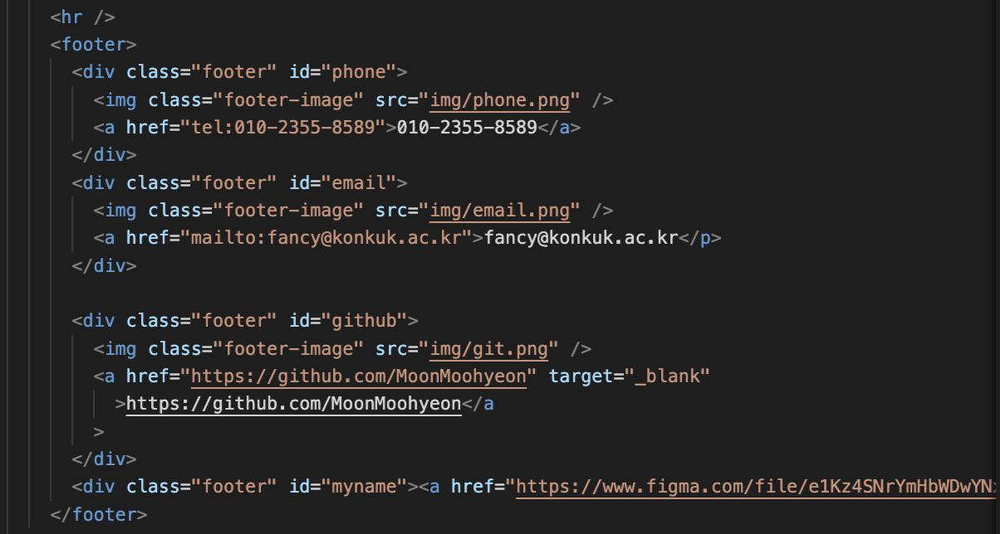 <hr />
<footer>
<div class="footer" id="phone">
<img class="footer-image" src="img/phone.png" />
<a href="tel:010-2355-8589">010-2355-8589</a>
</div>
<div class="footer" id="email">
<img class="footer-image" src="img/email.png" />
<a href="mailto:fancy@konkuk.ac.kr">fancy@konkuk.ac.kr</p>
</div>
<div class="footer" id="github">
<img class="footer-image" src="img/git.png" />
<a href="https://github.com/MoonMoohyeon" target="_blank"
>https://github.com/MoonMoohyeon</a
>
</div>
<div class="footer" id="myname"><a href="https://www.figma.com/file/e1Kz4SNrYmHbWDwYN
</footer>